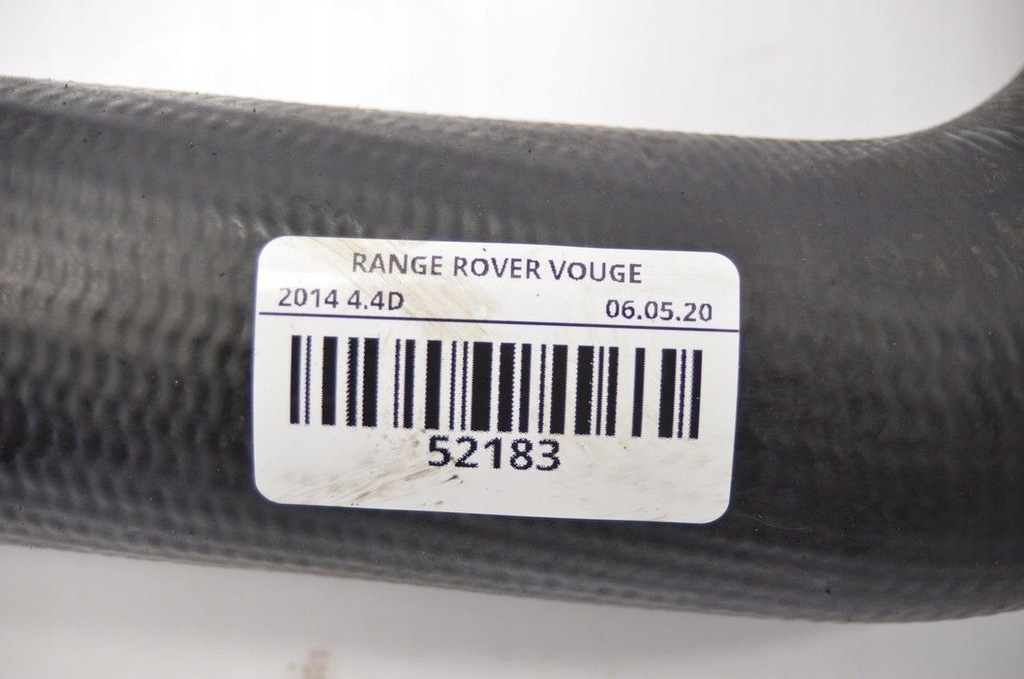 RANGE ROVER VOUGE
2014 4.4D 06.05.20
52183